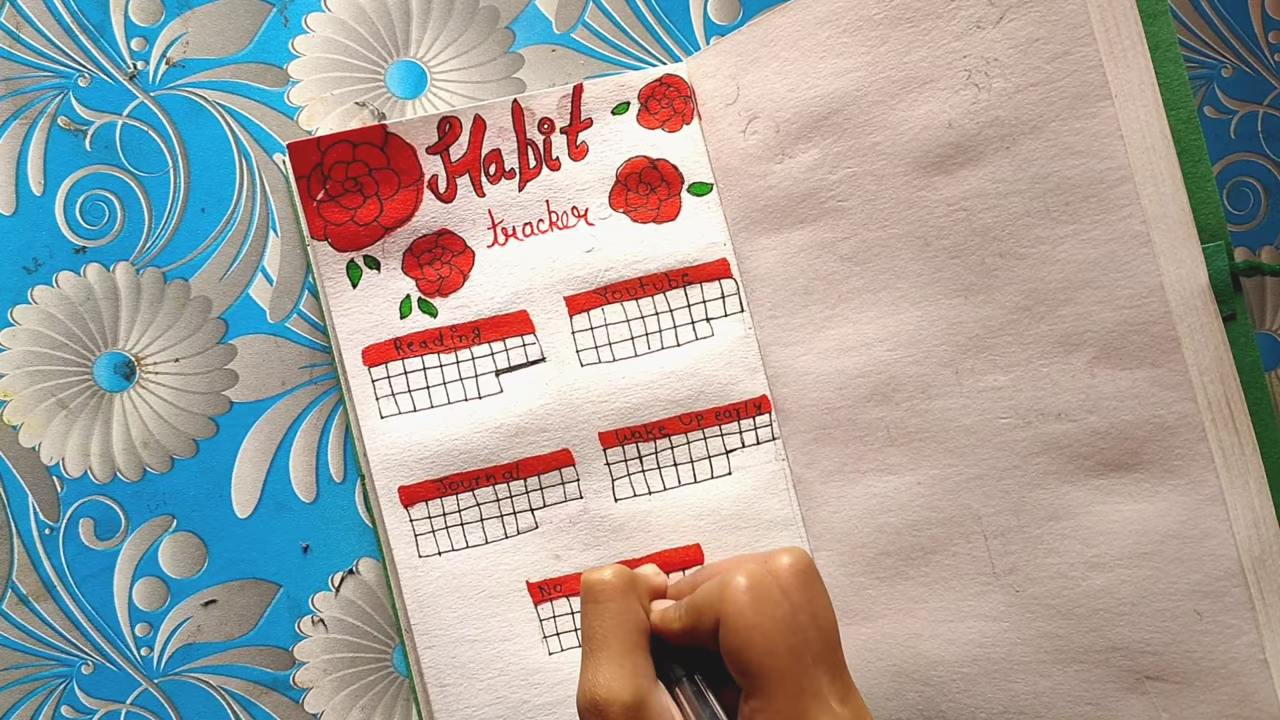 Habit
tracker
Reading
Youtube
Journal
Wake Up early
No